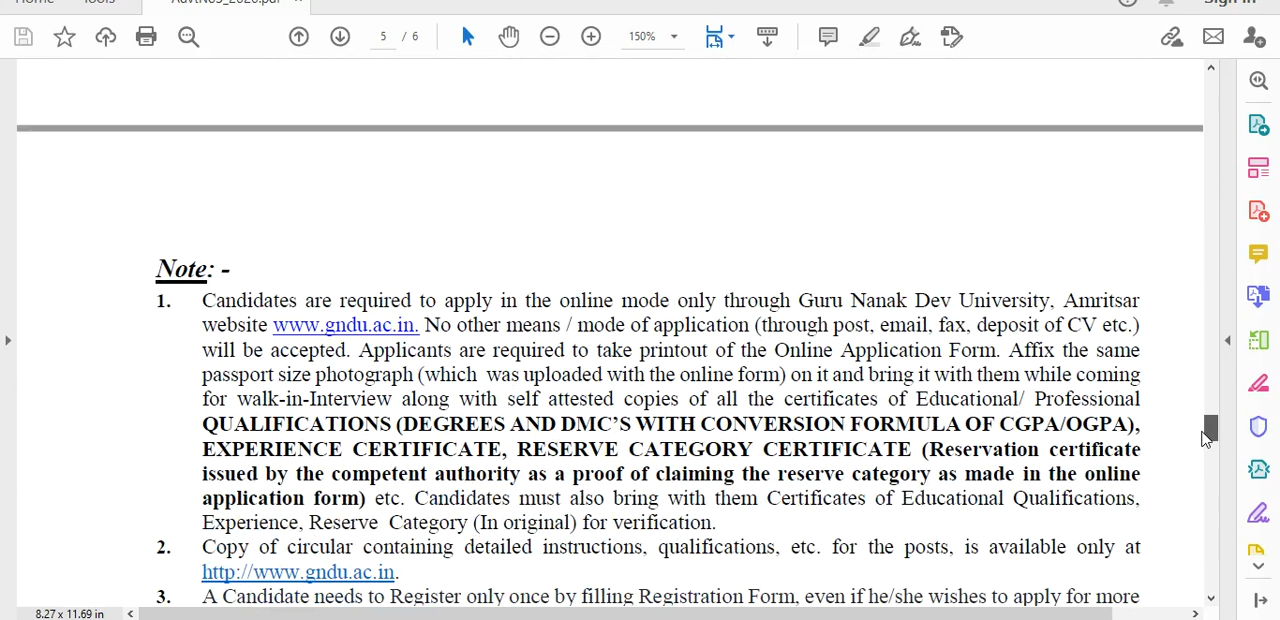 5 / 6
150%
Note: -
1. Candidates are required to apply in the online mode only through Guru Nanak Dev University, Amritsar
website www.gndu.ac.in. No other means / mode of application (through post, email, fax, deposit of CV etc.)
will be accepted. Applicants are required to take printout of the Online Application Form. Affix the same
passport size photograph (which was uploaded with the online form) on it and bring it with them while coming
for walk-in-Interview along with self attested copies of all the certificates of Educational/ Professional
QUALIFICATIONS (DEGREES AND DMC’S WITH CONVERSION FORMULA OF CGPA/OGPA),
EXPERIENCE CERTIFICATE, RESERVE CATEGORY CERTIFICATE (Reservation certificate
issued by the competent authority as a proof of claiming the reserve category as made in the online
application form) etc. Candidates must also bring with them Certificates of Educational Qualifications,
Experience, Reserve Category (In original) for verification.
2. Copy of circular containing detailed instructions, qualifications, etc. for the posts, is available only at
http://www.gndu.ac.in.
3. A Candidate needs to Register only once by filling Registration Form, even if he/she wishes to apply for more
8.27 x 11.69 in